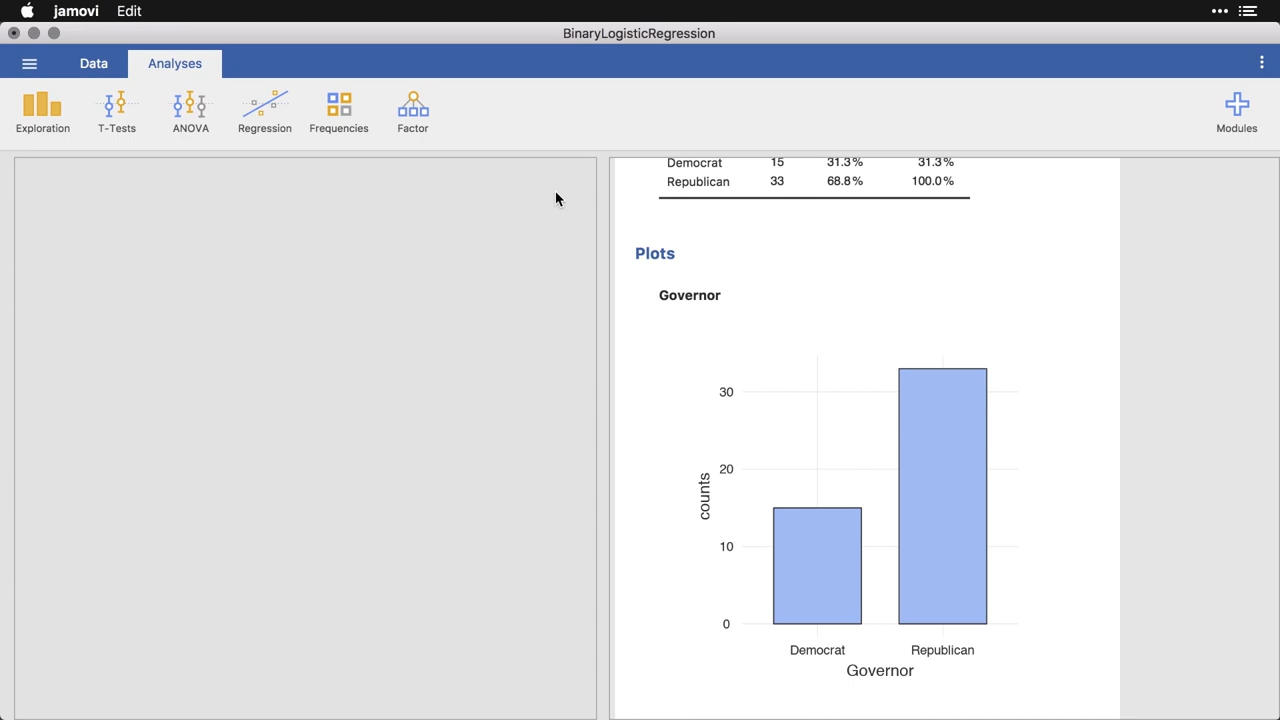 jamovi Edit
BinaryLogisticRegression
Data Analyses
Exploration T-Tests ANOVA Regression Frequencies Factor Modules
Democrat 15 31.3% 31.3%
Republican 33 68.8% 100.0%
Plots
Governor
30
20
counts
10
0
Democrat Republican
Governor